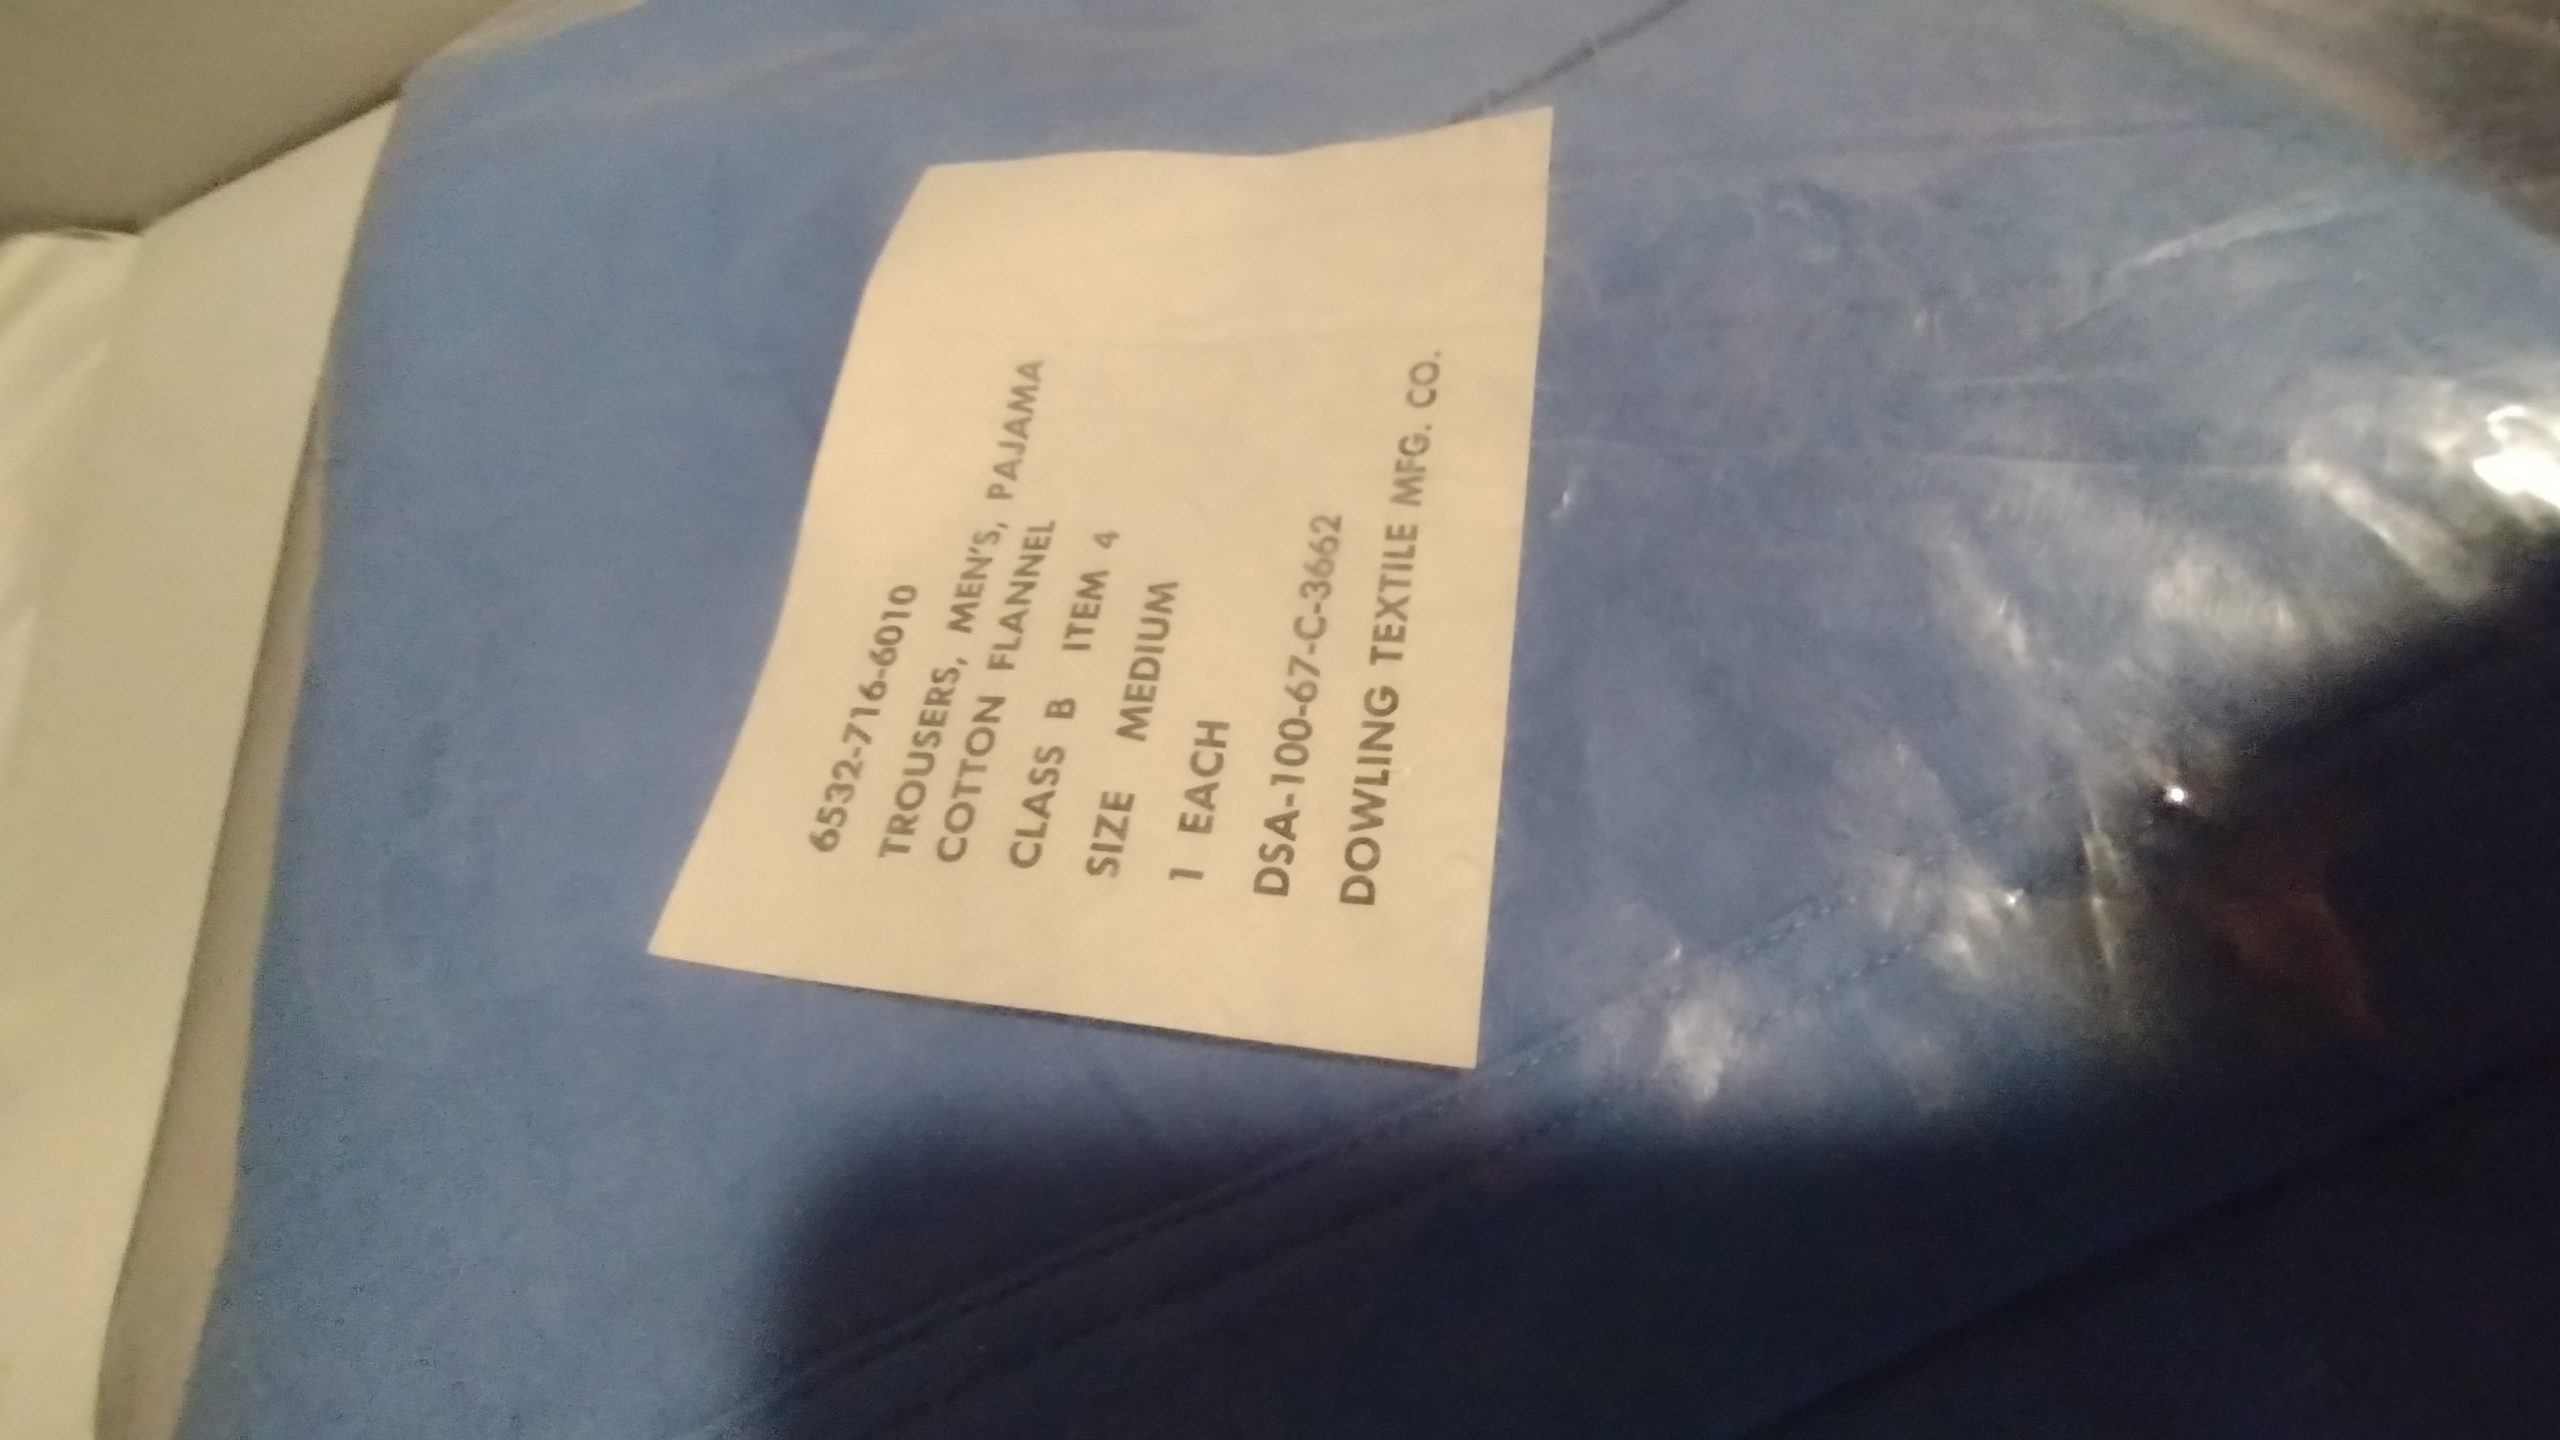 6532-716-6010
TROUSERS, MEN'S, PAJAMA
COTTON FLANNEL
CLASS B ITEM 4
SIZE MEDIUM
1 EACH
DSA-100-67-C-3662
DOWLING TEXTILE MFG. CO.